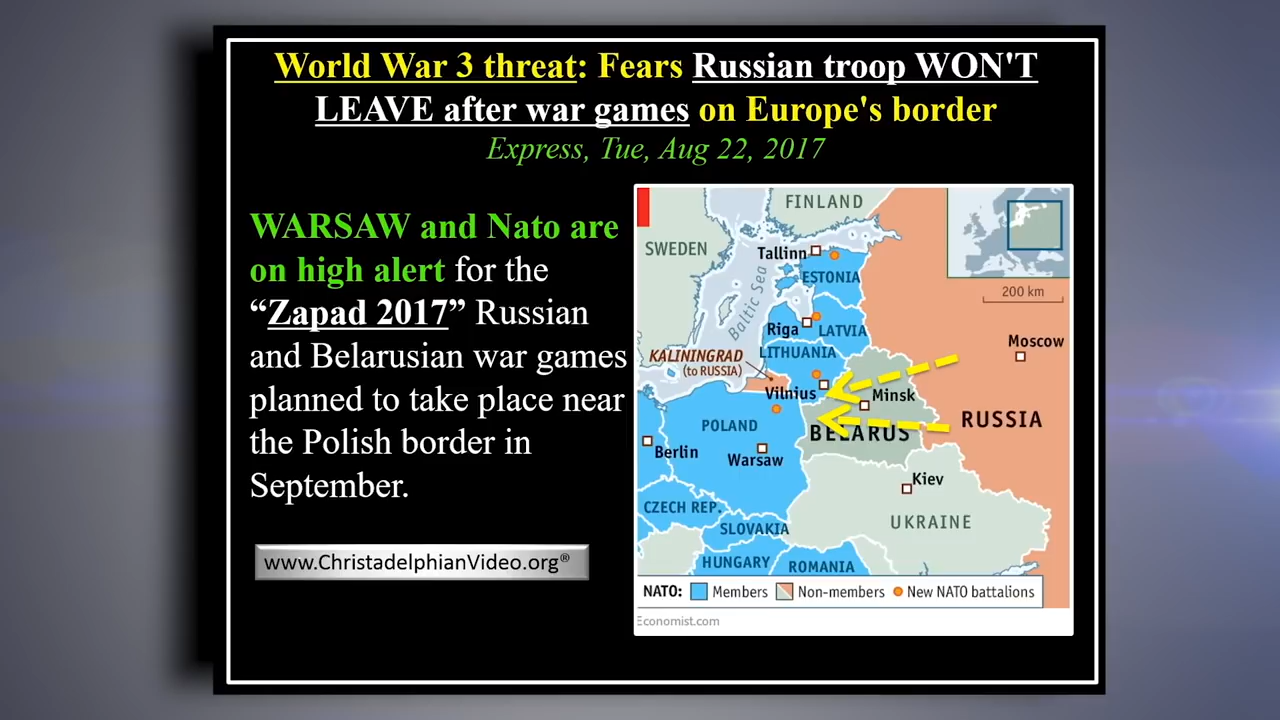 World War 3 threat: Fears Russian troop WON'T
LEAVE after war games on Europe's border
Express, Tue, Aug 22, 2017
WARSAW and Nato are
on high alert for the
“Zapad 2017” Russian
and Belarusian war games
planned to take place near
the Polish border in
September.
www.ChristadelphianVideo.org®
FINLAND
SWEDEN
Tallinn
ESTONIA
Baltic Sea
200 km
Riga
LATVIA
Moscow
LITHUANIA
KALININGRAD
(to RUSSIA)
Vilnius
Minsk
RUSSIA
POLAND
BELARUS
Berlin
Warsaw
Kiev
CZECH REP.
UKRAINE
SLOVAKIA
HUNGARY
ROMANIA
NATO: Members Non-members New NATO battalions
Economist.com